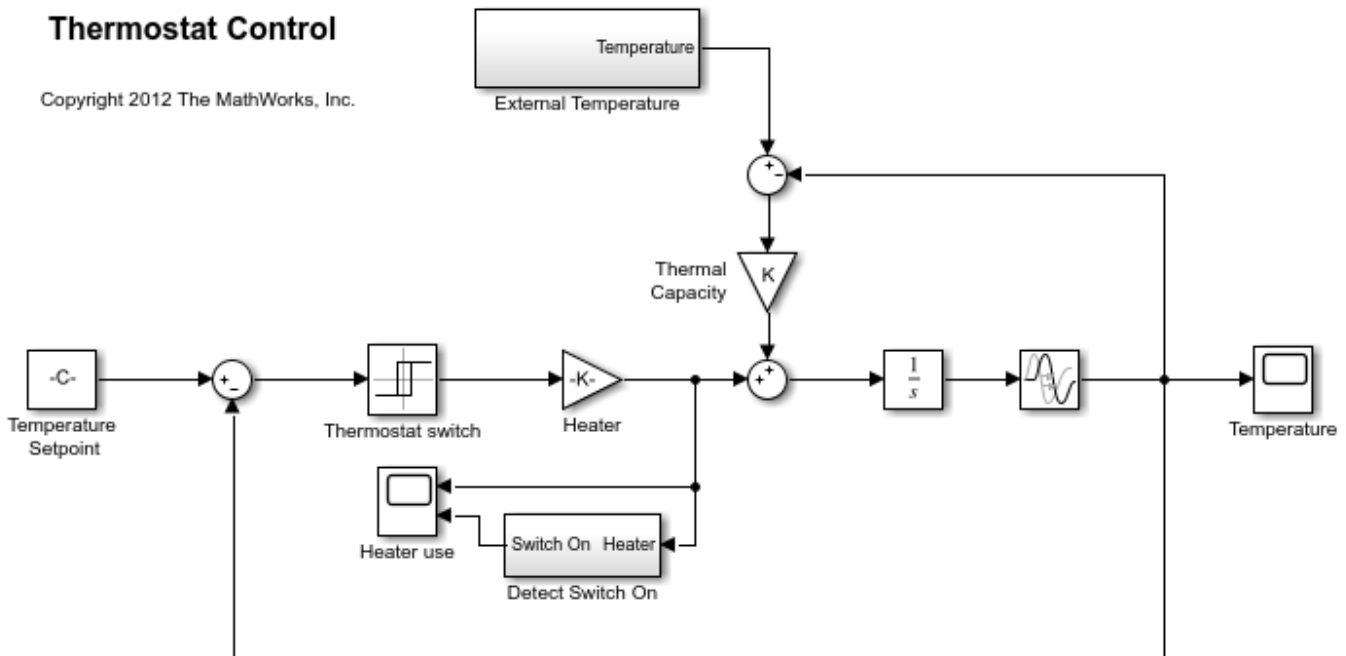 Thermostat Control
Copyright 2012 The MathWorks, Inc.
Temperature
External Temperature
Thermal
Capacity
K
-C-
Temperature
Setpoint
+
−
Thermostat switch
-K-
Heater
+
−
+
+
1
s
Temperature
Heater use
Switch On Heater
Detect Switch On